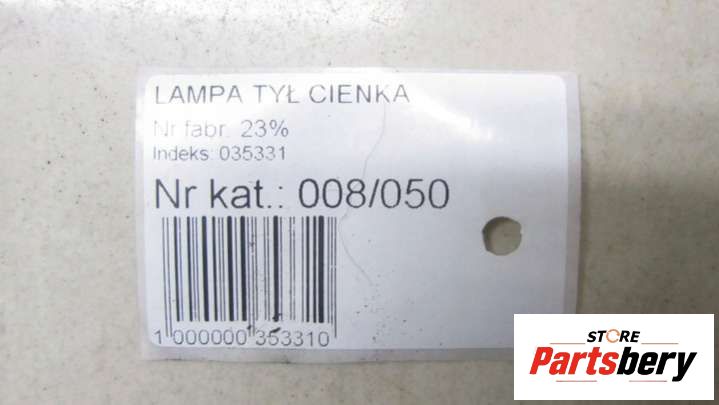 LAMPA TYŁ CIENKA
Nr fabr. 23%
Indeks: 035331
Nr kat.: 008/050
1 000000 353310
STORE
Partsbery